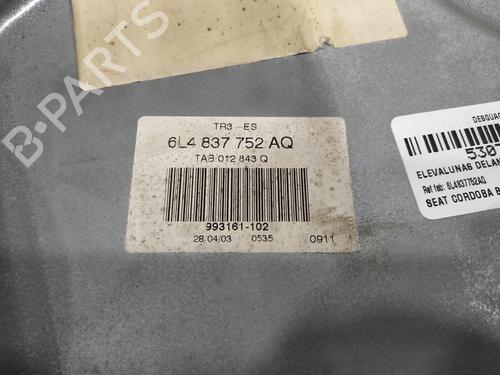 B-PARTS
TR3 - ES
6L4 837 752 AQ
TAB 012 843 Q
993161-102
28/04/03 0535 0911
DESGUA
530
ELEVALUNAS DELAN
Ref fab: 6L4837752AQ
SEAT CORDOBA B